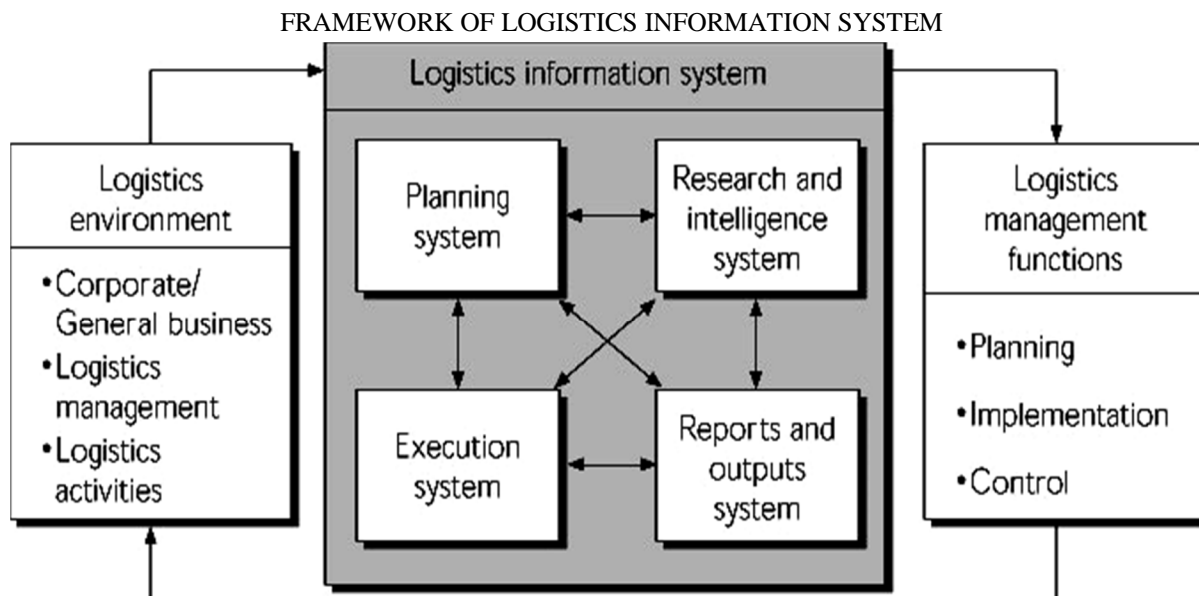 FRAMEWORK OF LOGISTICS INFORMATION SYSTEM
Logistics information system
Logistics
environment
•Corporate/
General business
•Logistics
management
•Logistics
activities
Planning
system
Research and
intelligence
system
Execution
system
Reports and
outputs
system
Logistics
management
functions
•Planning
•Implementation
•Control